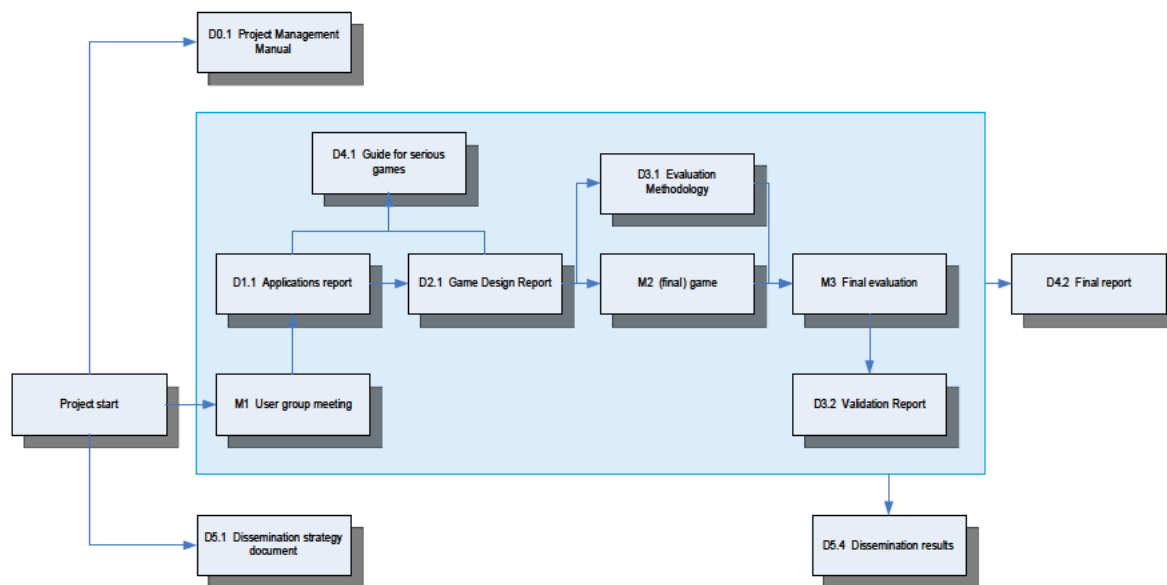 D0.1 Project Management
Manual
D4.1 Guide for serious
games
D3.1 Evaluation
Methodology
D1.1 Applications report
D2.1 Game Design Report
M2 (final) game
M3 Final evaluation
D4.2 Final report
Project start
M1 User group meeting
D3.2 Validation Report
D5.1 Dissemination strategy
document
D5.4 Dissemination results